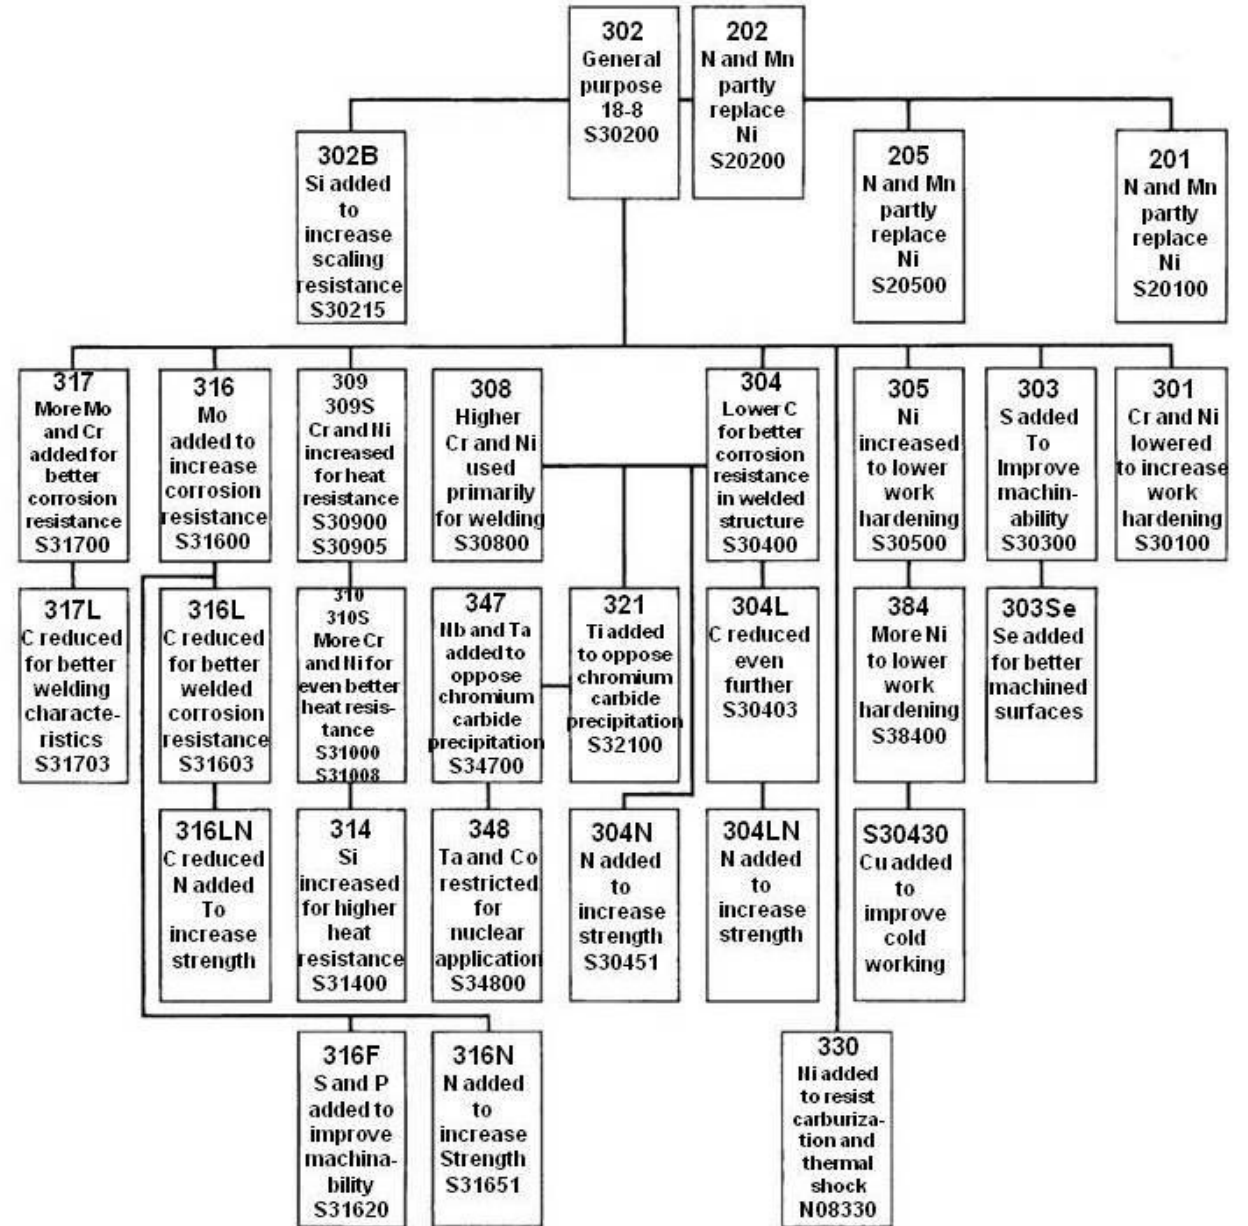 302
General
purpose
18-8
S30200
202
N and Mn
partly
replace
Ni
S20200
302B
Si added
to
increase
scaling
resistance
S30215
205
N and Mn
partly
replace
Ni
S20500
201
N and Mn
partly
replace
Ni
S20100
317
More Mo
and Cr
added for
better
corrosion
resistance
S31700
316
Mo
added to
increase
corrosion
resistance
S31600
309
309S
Cr and Ni
increased
for heat
resistance
S30900
S30905
308
Higher
Cr and Ni
used
primarily
for welding
S30800
304
Lower C
for better
corrosion
resistance
in welded
structure
S30400
305
Ni
increased
to lower
work
hardening
S30500
303
S added
To
Improve
machin-
ability
S30300
301
Cr and Ni
lowered
to increase
work
hardening
S30100
317L
C reduced
for better
welding
characte-
ristics
S31703
316L
C reduced
for better
welded
corrosion
resistance
S31603
310
310S
More Cr
and Ni for
even better
heat resis-
tance
S31000
S31008
347
Nb and Ta
added to
oppose
chromium
carbide
precipitation
S34700
321
Ti added
to oppose
chromium
carbide
precipitation
S32100
304L
C reduced
even
further
S30403
384
More Ni
to lower
work
hardening
S38400
303Se
Se added
for better
machined
surfaces
316LN
C reduced
N added
To
increase
strength
314
Si
increased
for higher
heat
resistance
S31400
348
Ta and Co
restricted
for
nuclear
application
S34800
304N
N added
to
increase
strength
S30451
304LN
N added
to
increase
strength
S30430
Cu added
to
improve
cold
working
316F
S and P
added to
improve
machina-
bility
S31620
316N
N added
to
increase
Strength
S31651
330
Ni added
to resist
carburiza-
tion and
thermal
shock
N08330